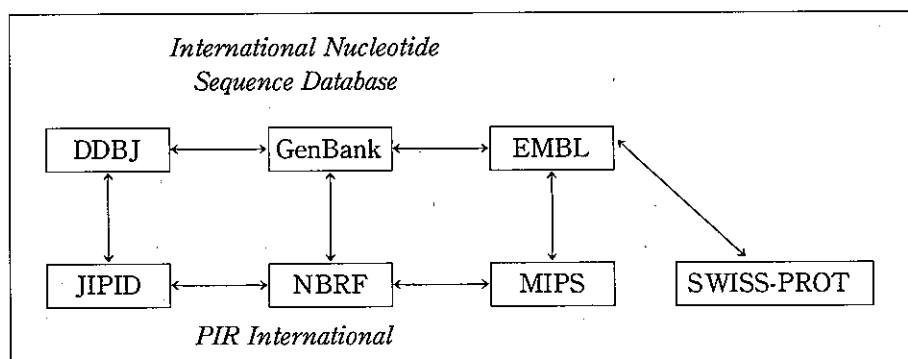 International Nucleotide
Sequence Database
DDBJ GenBank EMBL
JIPID NBRF MIPS SWISS-PROT
PIR International